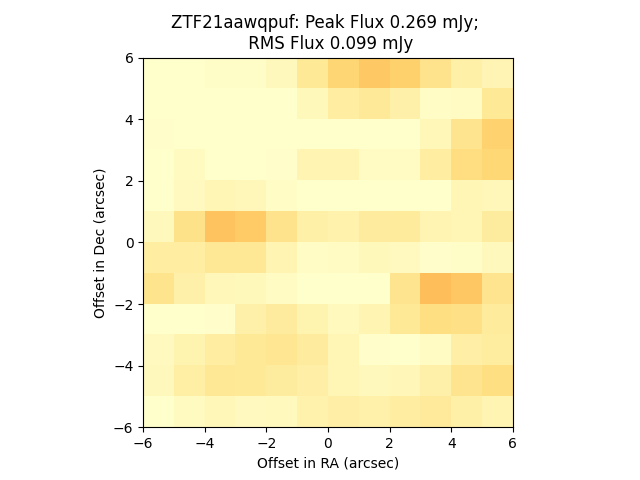 ZTF21aawqpuf: Peak Flux 0.269 mJy;
RMS Flux 0.099 mJy
6
4
2
0
−2
−4
−6
Offset in Dec (arcsec)
−6 −4 −2 0 2 4 6
Offset in RA (arcsec)